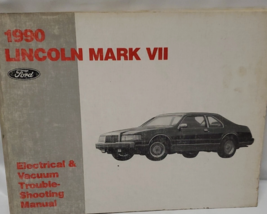 1990
LINCOLN MARK VII
Ford
Electrical &
Vacuum
Trouble-
Shooting
Manual